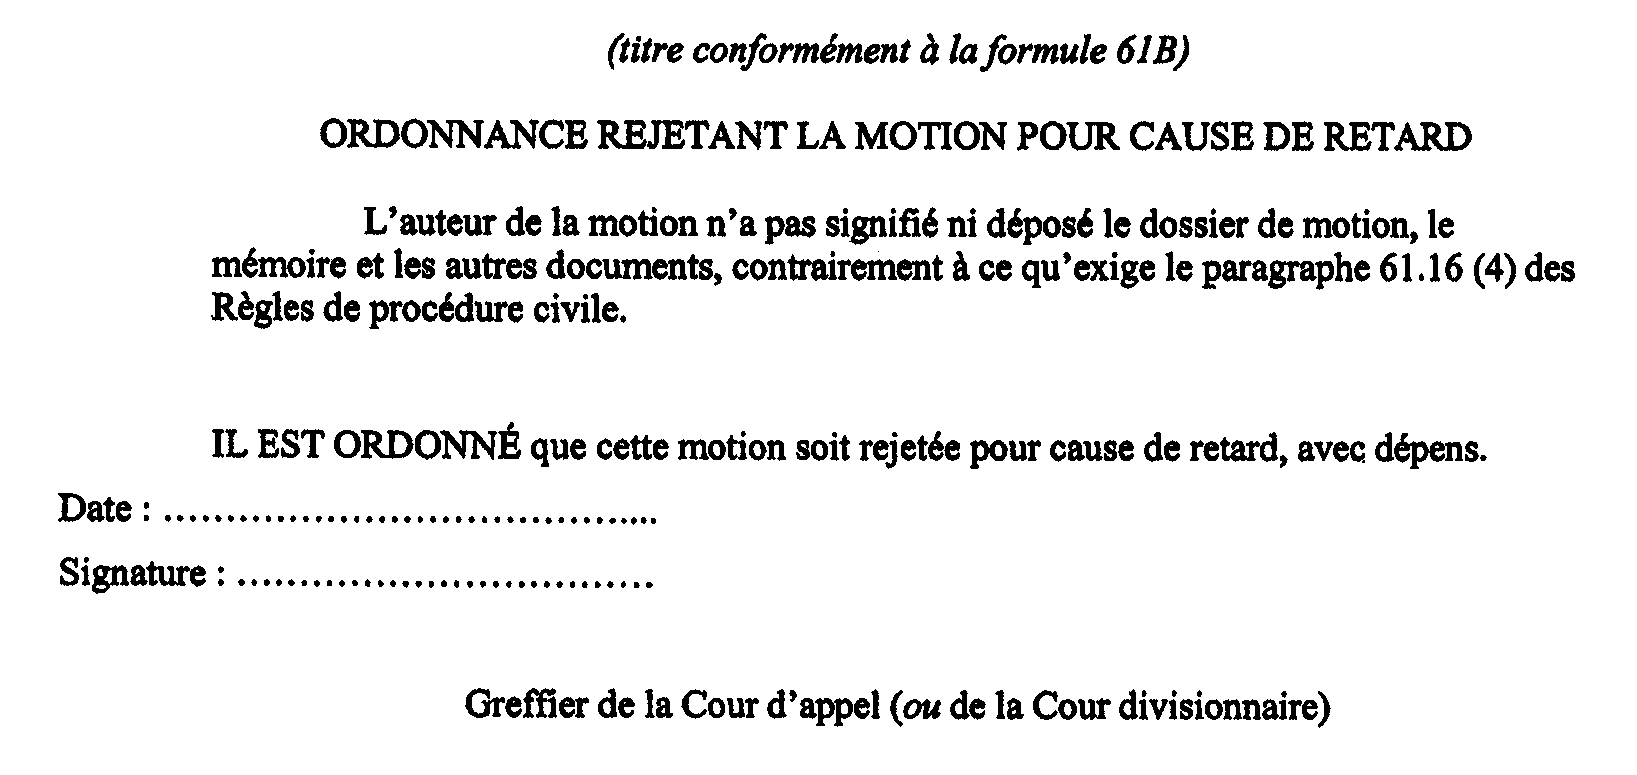 (titre conformément à la formule 61B)
ORDONNANCE REJETANT LA MOTION POUR CAUSE DE RETARD
L'auteur de la motion n'a pas signifié ni déposé le dossier de motion, le
mémoire et les autres documents, contrairement à ce qu'exige le paragraphe 61.16 (4) des
Règles de procédure civile.
IL EST ORDONNÉ que cette motion soit rejetée pour cause de retard, avec dépens.
Date : ..........................................
Signature : ..................................
Greffier de la Cour d'appel (ou de la Cour divisionnaire)